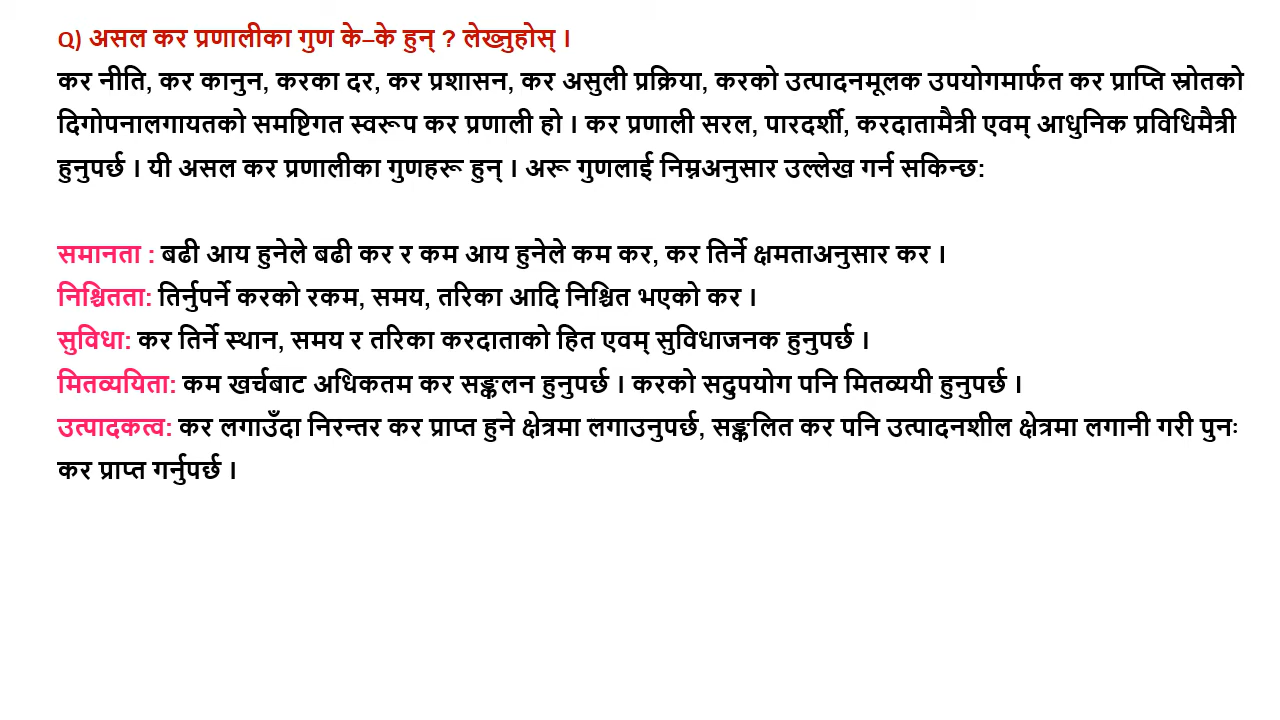 Q) असल कर प्रणालीका गुण के–के हुन् ? लेख्नुहोस् ।
कर नीति, कर कानुन, करका दर, कर प्रशासन, कर असुली प्रक्रिया, करको उत्पादनमूलक उपयोगमार्फत कर प्राप्ति स्रोतको
दिगोपनालगायतको समष्टिगत स्वरूप कर प्रणाली हो । कर प्रणाली सरल, पारदर्शी, करदातामैत्री एवम् आधुनिक प्रविधिमैत्री
हुनुपर्छ । यी असल कर प्रणालीका गुणहरू हुन् । अरू गुणलाई निम्नअनुसार उल्लेख गर्न सकिन्छ:
समानता : बढी आय हुनेले बढी कर र कम आय हुनेले कम कर, कर तिर्ने क्षमताअनुसार कर ।
निश्चितता: तिर्नुपर्ने करको रकम, समय, तरिका आदि निश्चित भएको कर ।
सुविधा: कर तिर्ने स्थान, समय र तरिका करदाताको हित एवम् सुविधाजनक हुनुपर्छ ।
मितव्ययिता: कम खर्चबाट अधिकतम कर सङ्कलन हुनुपर्छ । करको सदुपयोग पनि मितव्ययी हुनुपर्छ ।
उत्पादकत्व: कर लगाउँदा निरन्तर कर प्राप्त हुने क्षेत्रमा लगाउनुपर्छ, सङ्कलित कर पनि उत्पादनशील क्षेत्रमा लगानी गरी पुनः
कर प्राप्त गर्नुपर्छ ।